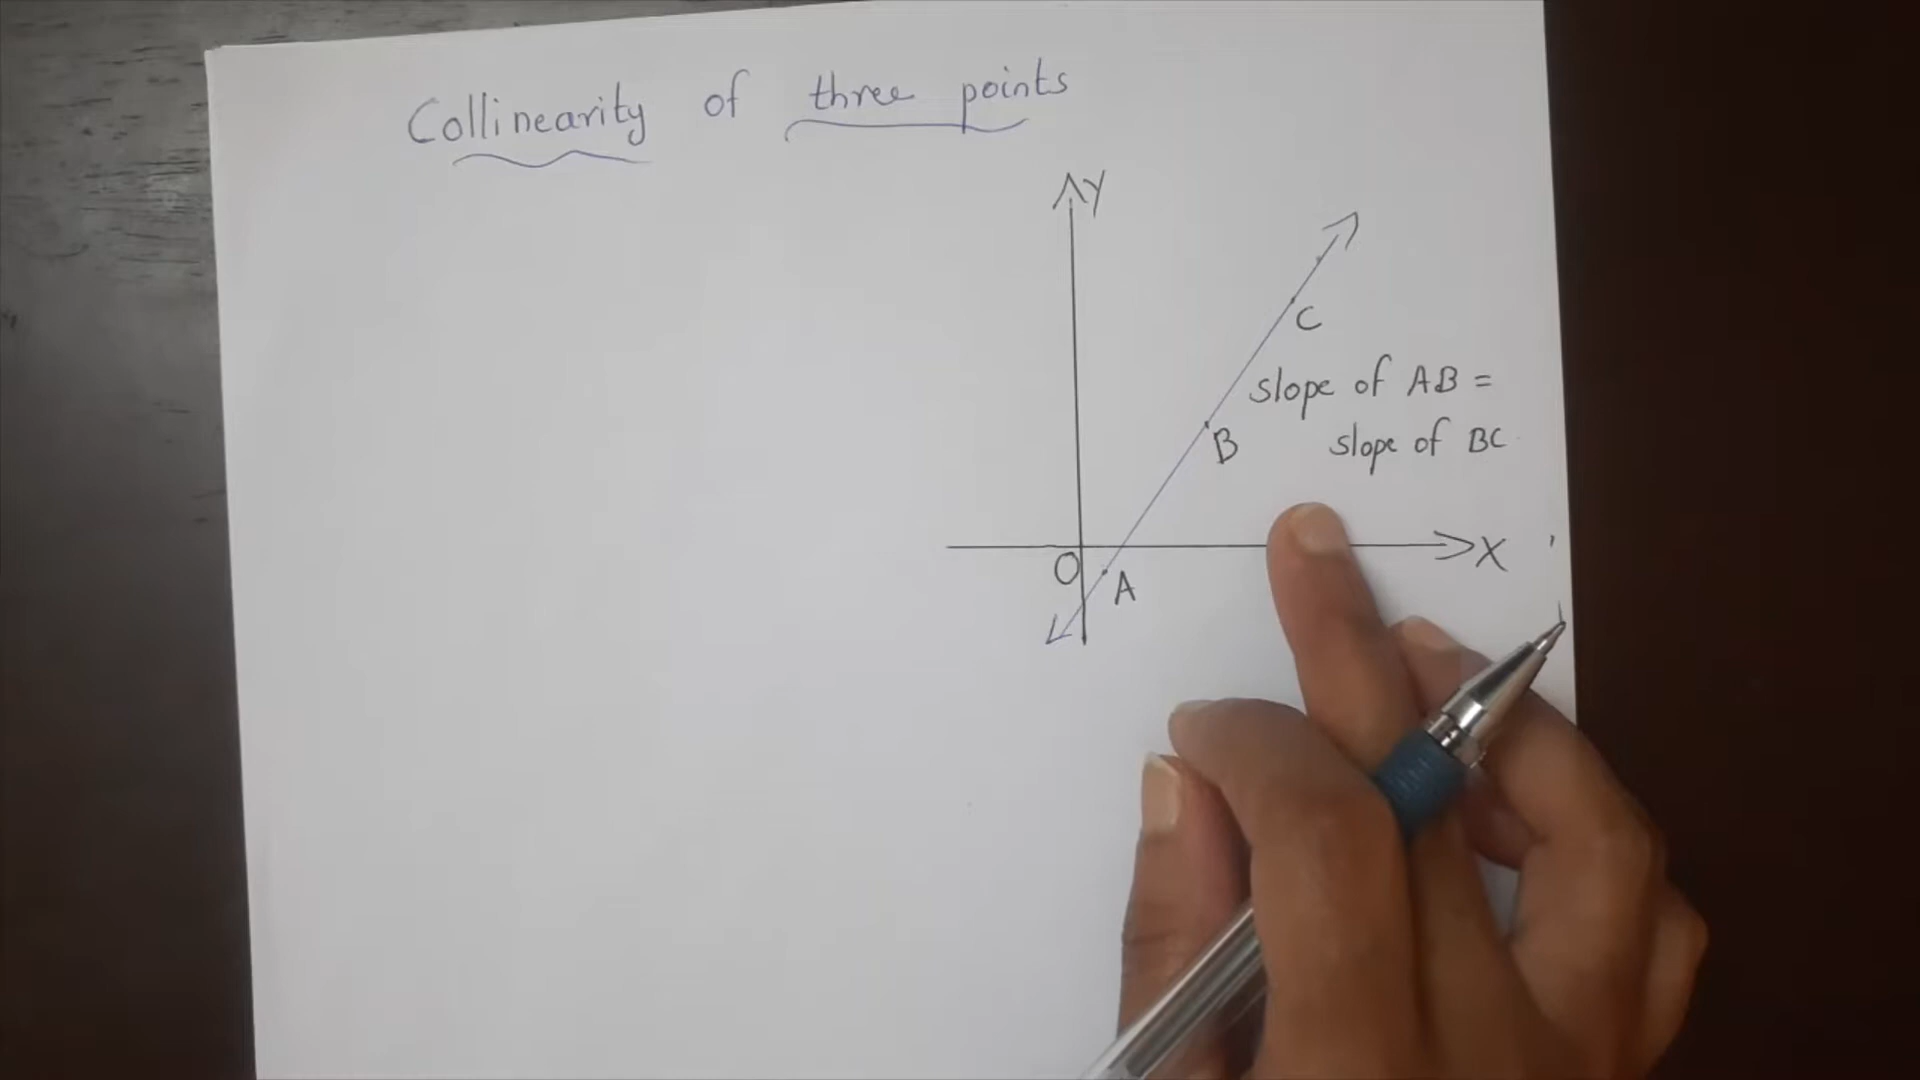 Collinearity of three points
Y
C
slope of AB =
B
slope of BC
X
O
A